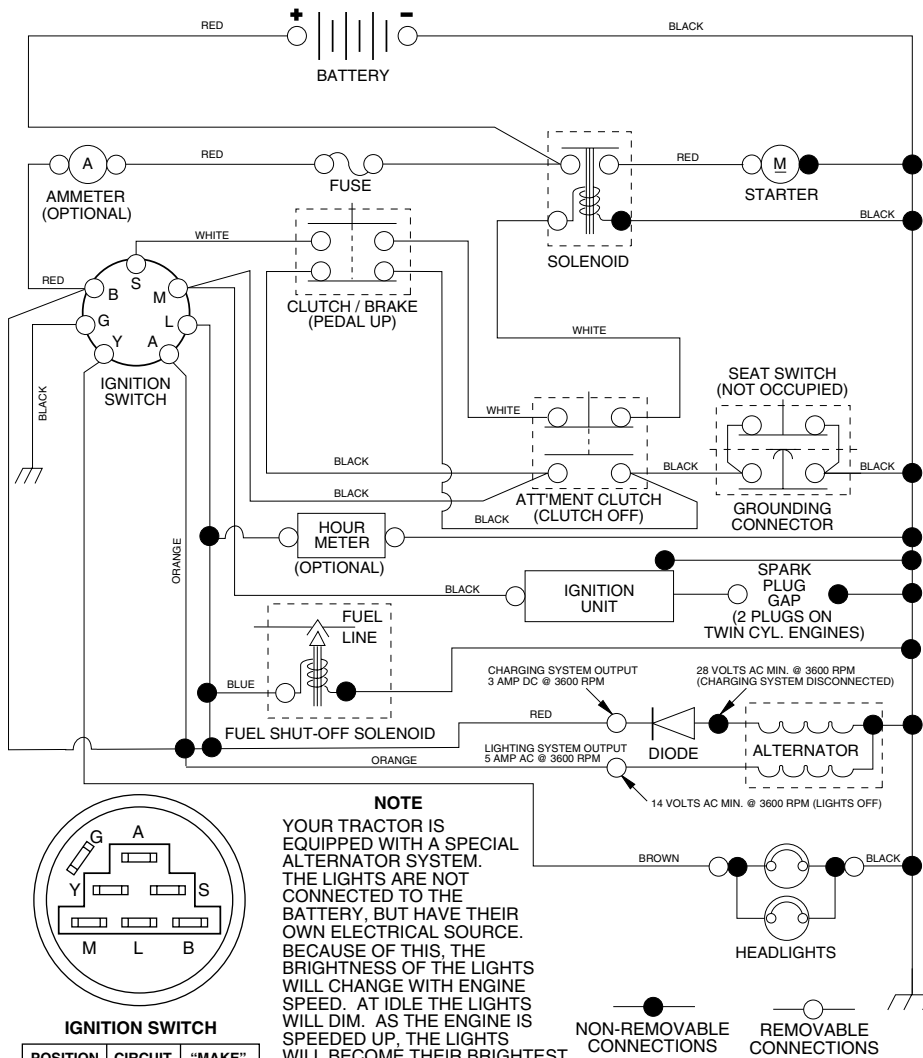 RED
+
-
BLACK
BATTERY
RED
RED
A
M
AMMETER
(OPTIONAL)
FUSE
STARTER
WHITE
BLACK
SOLENOID
RED
S
B
M
G
L
Y
A
CLUTCH / BRAKE
(PEDAL UP)
WHITE
IGNITION
SWITCH
SEAT SWITCH
(NOT OCCUPIED)
BLACK
WHITE
BLACK
BLACK
BLACK
BLACK
ATT'MENT CLUTCH
(CLUTCH OFF)
BLACK
GROUNDING
CONNECTOR
HOUR
METER
(OPTIONAL)
ORANGE
BLACK
IGNITION
UNIT
SPARK
PLUG
GAP
(2 PLUGS ON
TWIN CYL. ENGINES)
FUEL
LINE
BLUE
FUEL SHUT-OFF SOLENOID
CHARGING SYSTEM OUTPUT
3 AMP DC @ 3600 RPM
28 VOLTS AC MIN. @ 3600 RPM
(CHARGING SYSTEM DISCONNECTED)
RED
DIODE
ALTERNATOR
LIGHTING SYSTEM OUTPUT
5 AMP AC @ 3600 RPM
ORANGE
14 VOLTS AC MIN. @ 3600 RPM (LIGHTS OFF)
NOTE
YOUR TRACTOR IS
EQUIPPED WITH A SPECIAL
ALTERNATOR SYSTEM.
THE LIGHTS ARE NOT
CONNECTED TO THE
BATTERY, BUT HAVE THEIR
OWN ELECTRICAL SOURCE.
BECAUSE OF THIS, THE
BRIGHTNESS OF THE LIGHTS
WILL CHANGE WITH ENGINE
SPEED. AT IDLE THE LIGHTS
WILL DIM. AS THE ENGINE IS
SPEEDED UP, THE LIGHTS
WILL BECOME THEIR BRIGHTEST
BROWN
BLACK
HEADLIGHTS
G
A
Y
S
M
L
B
IGNITION SWITCH
POSITION CIRCUIT "MAKE"
NON-REMOVABLE
CONNECTIONS
REMOVABLE
CONNECTIONS